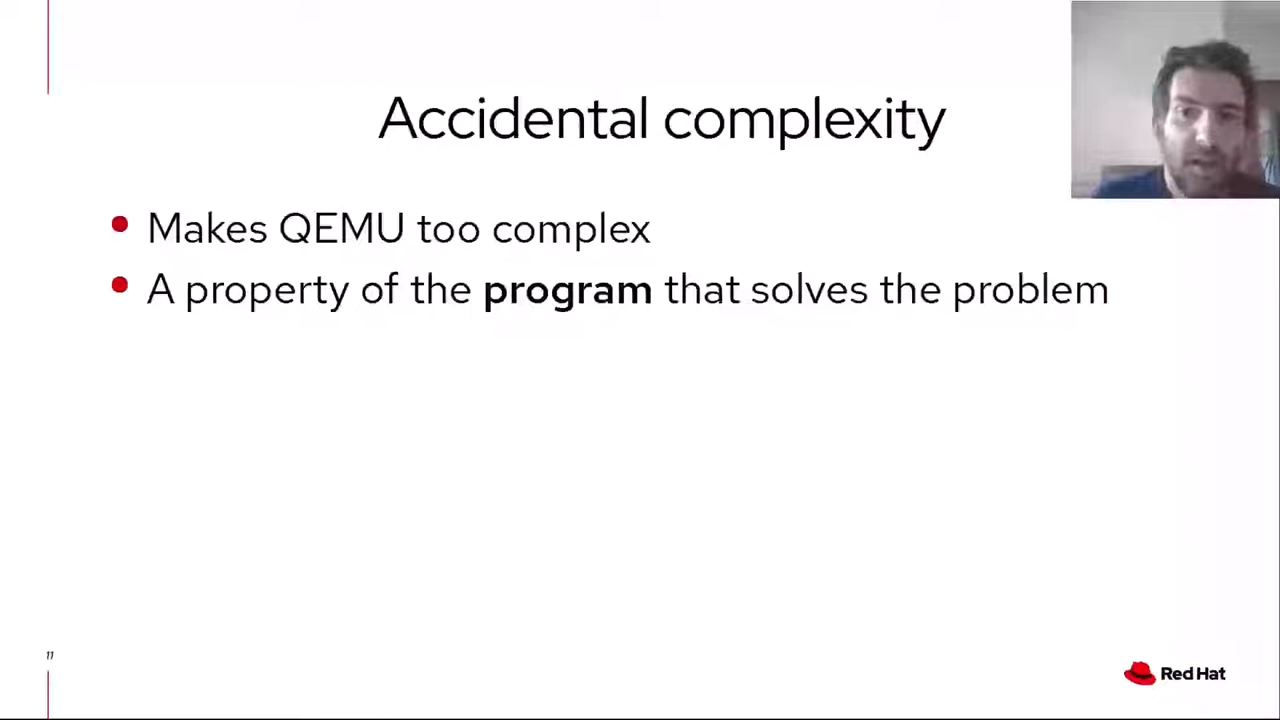 Accidental complexity
Makes QEMU too complex
A property of the program that solves the problem
11
Red Hat